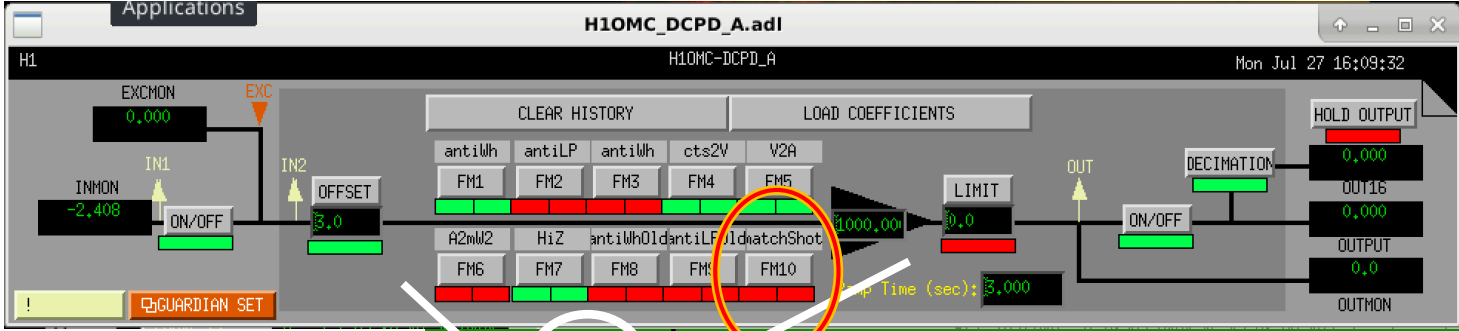 Applications
H1OMC_DCPD_A.adl
H1
H1OMC-DCPD_A
Mon Jul 27 16:09:32
EXCMON
EXC
0.000
CLEAR HISTORY
LOAD COEFFICIENTS
HOLD OUTPUT
antiWh antiLP antiWh cts2V V2A
IN1
IN2
OUT
DECIMATION
0.000
OUT16
INMON
OFFSET
FM1 FM2 FM3 FM4 FM5
LIMIT
-2.408
ON/OFF
3.0
1000.00
0.0
ON/OFF
0.000
OUTPUT
A2mW2 HiZ antiWhOld antiLPOld matchShot
FM6 FM7 FM8 FM9 FM10
0.0
OUTMON
Ramp Time (sec): 3.000
!
GUARDIAN SET